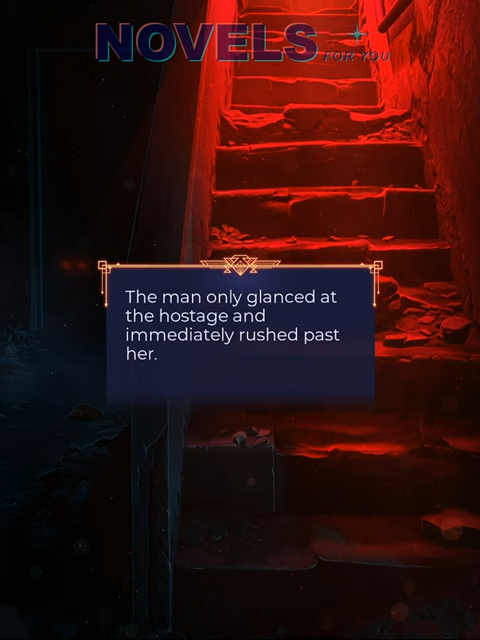 NOVELS
FOR YOU
The man only glanced at
the hostage and
immediately rushed past
her.